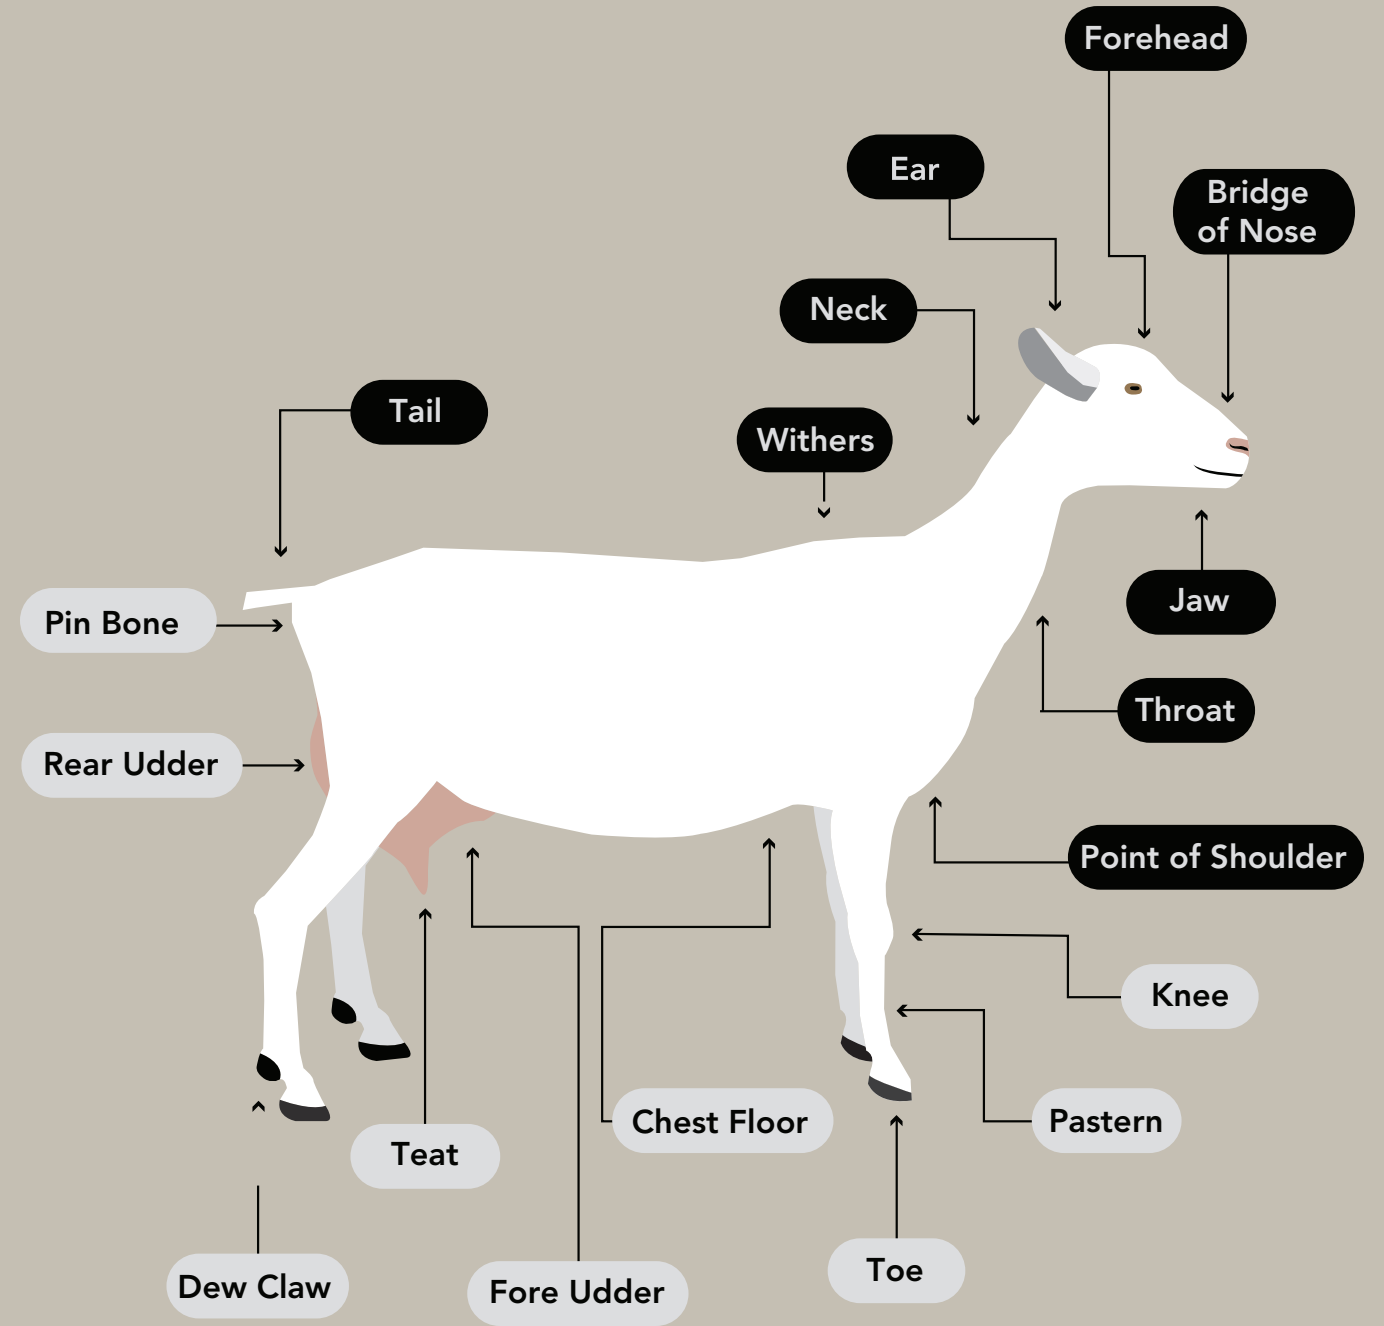 Forehead
Ear
Bridge
of Nose
Neck
Tail
Withers
Jaw
Pin Bone
Throat
Rear Udder
Point of Shoulder
Knee
Chest Floor
Pastern
Teat
Toe
Dew Claw
Fore Udder